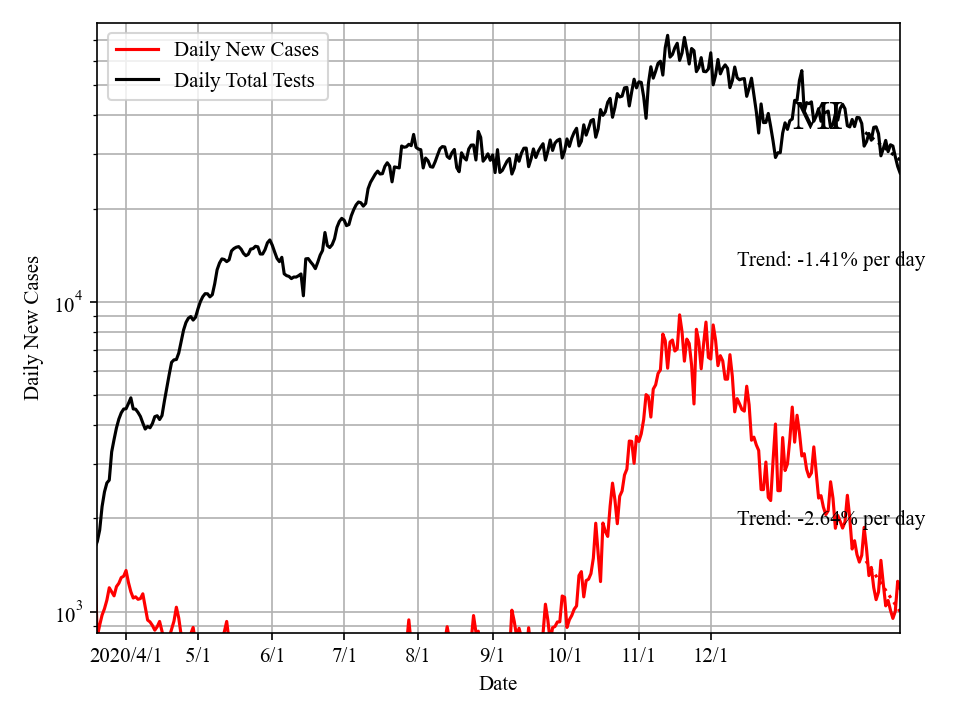 Daily New Cases
Daily Total Tests
MI
Trend: -1.41% per day
Trend: -2.64% per day
Daily New Cases
10^4
10^3
2020/4/1 5/1 6/1 7/1 8/1 9/1 10/1 11/1 12/1
Date